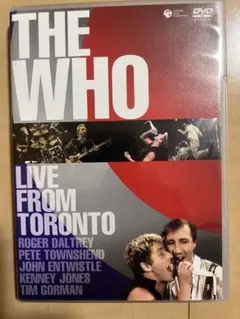 THE
WHO
DVD
LIVE
FROM
TORONTO
ROGER DALTREY
PETE TOWNSHEND
JOHN ENTWISTLE
KENNEY JONES
TIM GORMAN